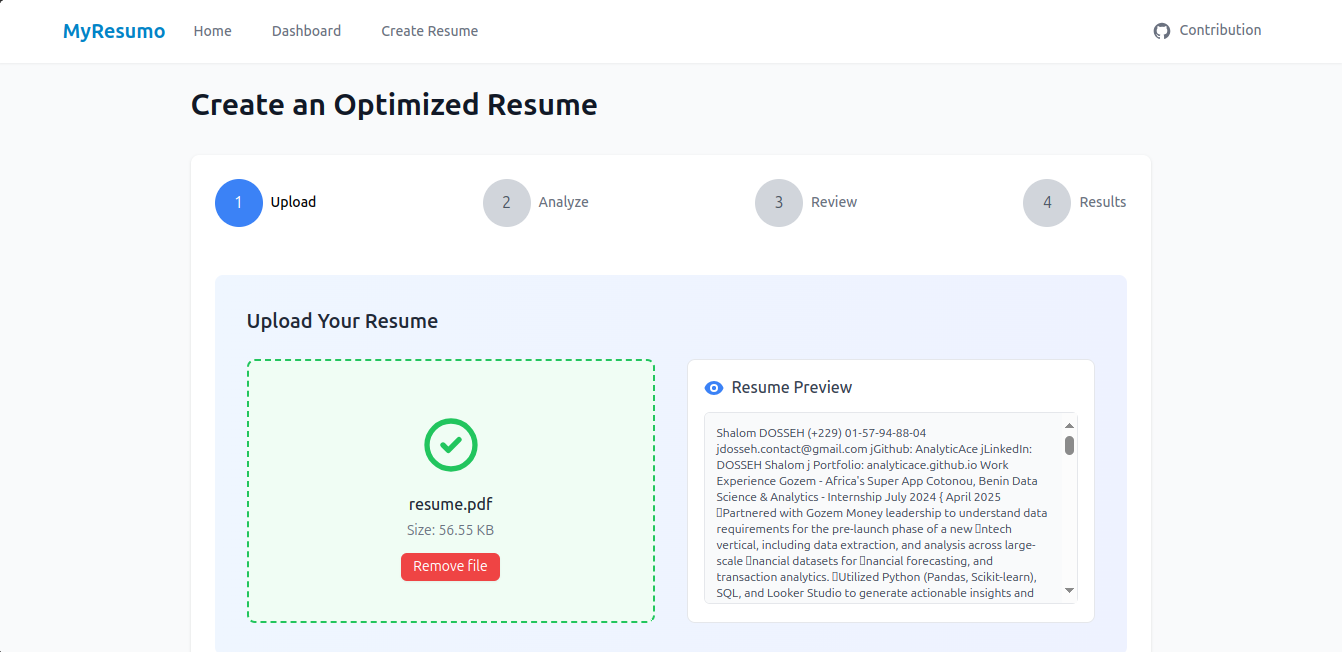 MyResumo Home Dashboard Create Resume Contribution
Create an Optimized Resume
1 Upload 2 Analyze 3 Review 4 Results
Upload Your Resume
resume.pdf
Size: 56.55 KB
Remove file
Resume Preview
Shalom DOSSEH (+229) 01-57-94-88-04
jdosseh.contact@gmail.com jGithub: AnalyticAce jLinkedIn:
DOSSEH Shalom j Portfolio: analyticace.github.io Work
Experience Gozem - Africa's Super App Cotonou, Benin Data
Science & Analytics - Internship July 2024 { April 2025
▯Partnered with Gozem Money leadership to understand data
requirements for the pre-launch phase of a new ▯ntech
vertical, including data extraction, and analysis across large-
scale ▯nancial datasets for ▯nancial forecasting, and
transaction analytics. ▯Utilized Python (Pandas, Scikit-learn),
SQL, and Looker Studio to generate actionable insights and